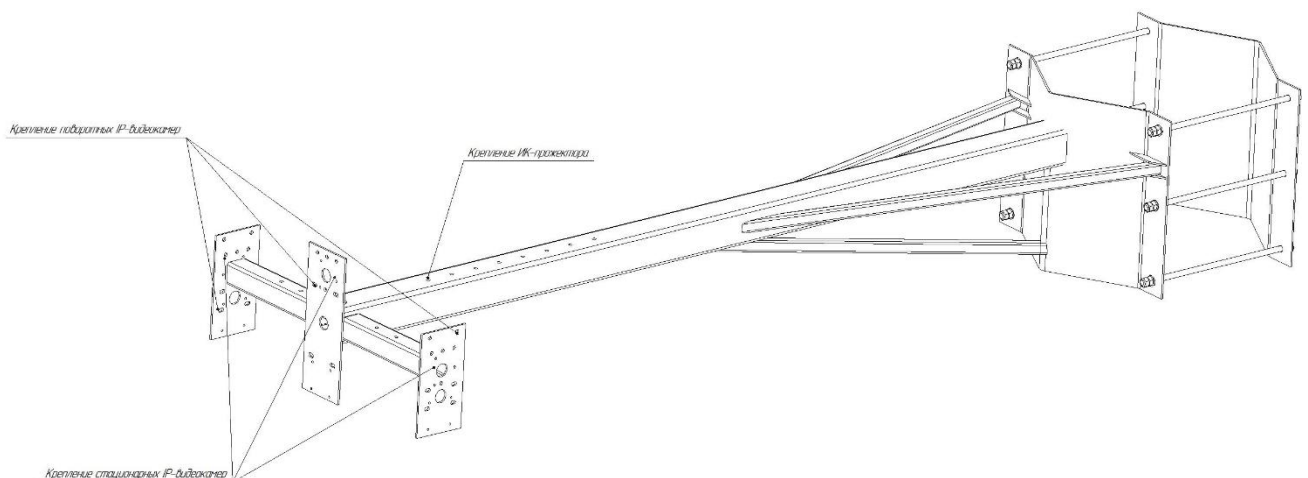 Крепление поворотных IP-видеокамер
Крепление ИК-прожектора
Крепление стационарных IP-видеокамер